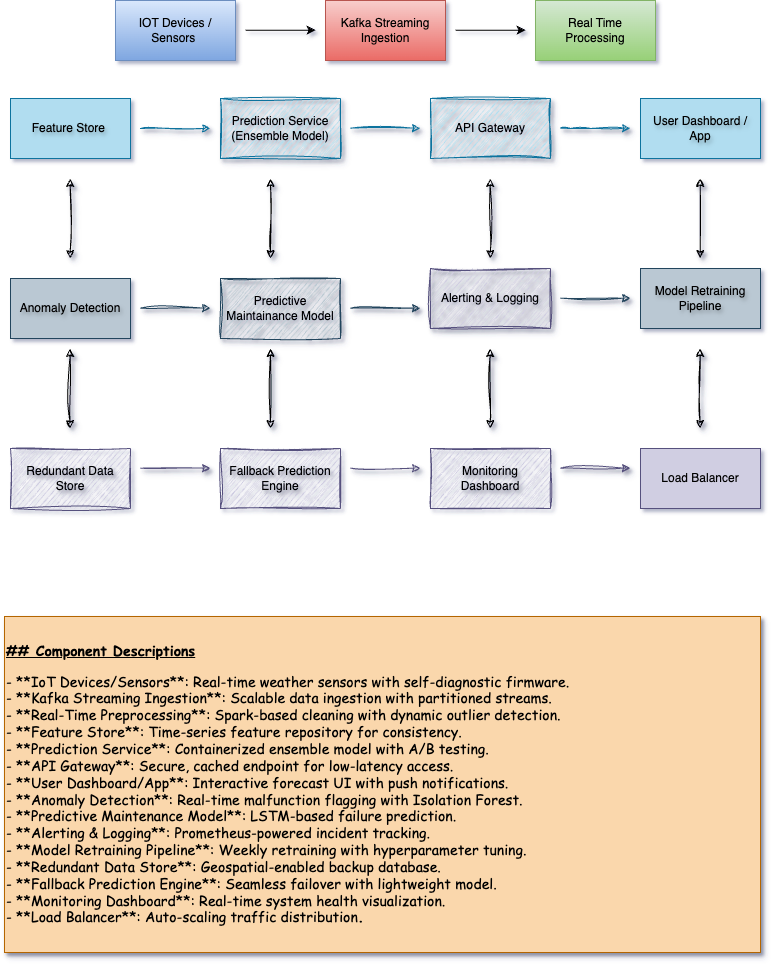 IOT Devices /
Sensors
Kafka Streaming
Ingestion
Real Time
Processing
Feature Store
Prediction Service
(Ensemble Model)
API Gateway
User Dashboard /
App
Anomaly Detection
Predictive
Maintainance Model
Alerting & Logging
Model Retraining
Pipeline
Redundant Data
Store
Fallback Prediction
Engine
Monitoring
Dashboard
Load Balancer
## Component Descriptions
- **IoT Devices/Sensors**: Real-time weather sensors with self-diagnostic firmware.
- **Kafka Streaming Ingestion**: Scalable data ingestion with partitioned streams.
- **Real-Time Preprocessing**: Spark-based cleaning with dynamic outlier detection.
- **Feature Store**: Time-series feature repository for consistency.
- **Prediction Service**: Containerized ensemble model with A/B testing.
- **API Gateway**: Secure, cached endpoint for low-latency access.
- **User Dashboard/App**: Interactive forecast UI with push notifications.
- **Anomaly Detection**: Real-time malfunction flagging with Isolation Forest.
- **Predictive Maintenance Model**: LSTM-based failure prediction.
- **Alerting & Logging**: Prometheus-powered incident tracking.
- **Model Retraining Pipeline**: Weekly retraining with hyperparameter tuning.
- **Redundant Data Store**: Geospatial-enabled backup database.
- **Fallback Prediction Engine**: Seamless failover with lightweight model.
- **Monitoring Dashboard**: Real-time system health visualization.
- **Load Balancer**: Auto-scaling traffic distribution.